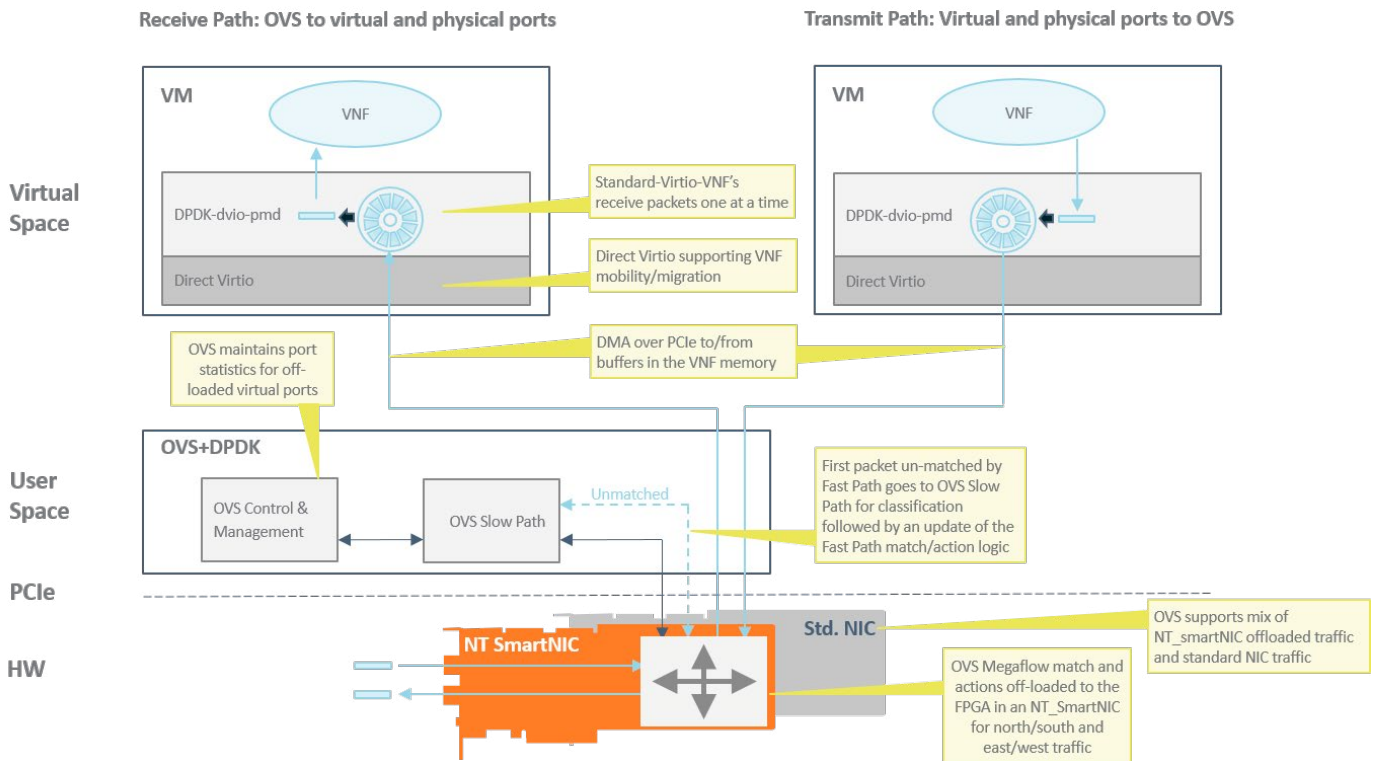 Receive Path: OVS to virtual and physical ports
Transmit Path: Virtual and physical ports to OVS
VM
VNF
VM
VNF
Virtual
Space
DPDK-dvio-pmd
Direct Virtio
Standard-Virtio-VNF's
receive packets one at a time
Direct Virtio supporting VNF
mobility/migration
DPDK-dvio-pmd
Direct Virtio
DMA over PCIe to/from
buffers in the VNF memory
OVS maintains port
statistics for off-
loaded virtual ports
User
Space
OVS+DPDK
OVS Control &
Management
OVS Slow Path
Unmatched
First packet un-matched by
Fast Path goes to OVS Slow
Path for classification
followed by an update of the
Fast Path match/action logic
PCIe
HW
NT SmartNIC
Std. NIC
OVS supports mix of
NT_smartNIC offloaded traffic
and standard NIC traffic
OVS Megaflow match and
actions off-loaded to the
FPGA in an NT_SmartNIC
for north/south and
east/west traffic